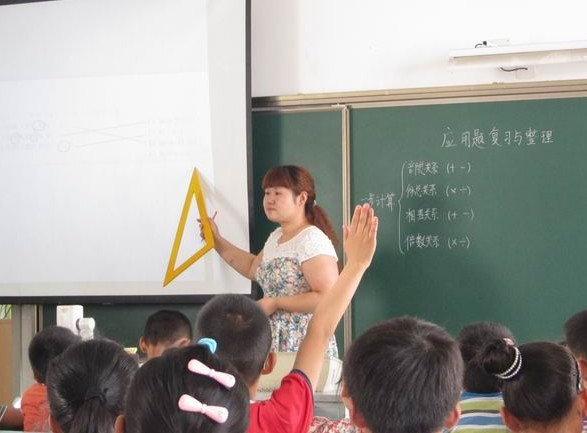 应用题复习与整理
一步计算
部总关系 (+ −)
份总关系 (× ÷)
相差关系 (+ −)
倍数关系 (× ÷)